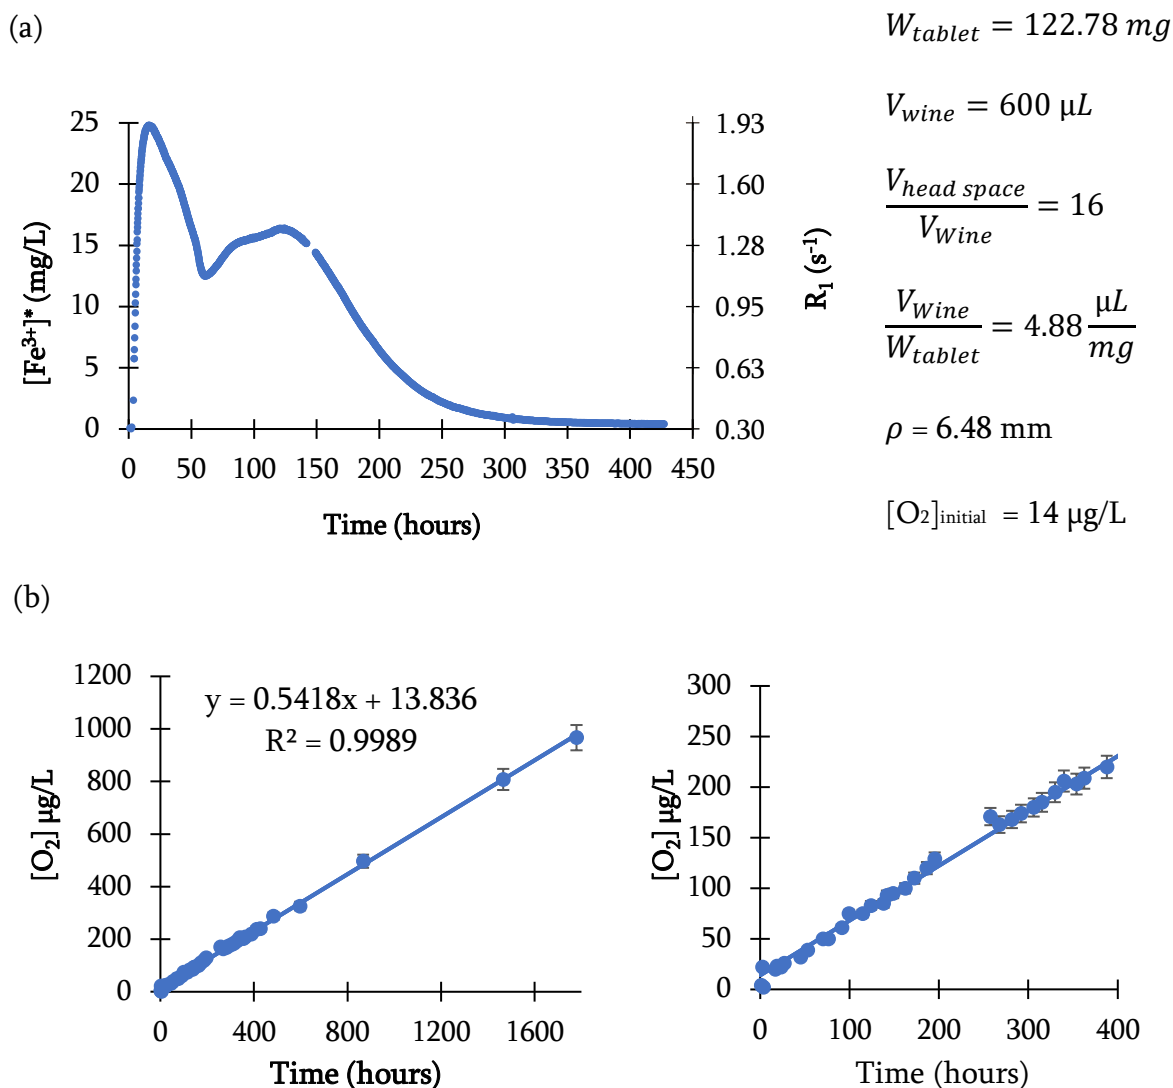 (a)
W_tablet = 122.78 mg
V_wine = 600 µL
V_head space / V_Wine = 16
V_Wine / W_tablet = 4.88 µL/mg
ρ = 6.48 mm
[O₂]initial = 14 µg/L
[Fe³⁺]* (mg/L)
25
20
15
10
5
0
0 50 100 150 200 250 300 350 400 450
Time (hours)
1.93
1.60
1.28
0.95
0.63
0.30
R₁ (s⁻¹)
(b)
[O₂] µg/L
1200
1000
800
600
400
200
0
y = 0.5418x + 13.836
R² = 0.9989
0 400 800 1200 1600
Time (hours)
[O₂] µg/L
300
250
200
150
100
50
0
0 100 200 300 400
Time (hours)